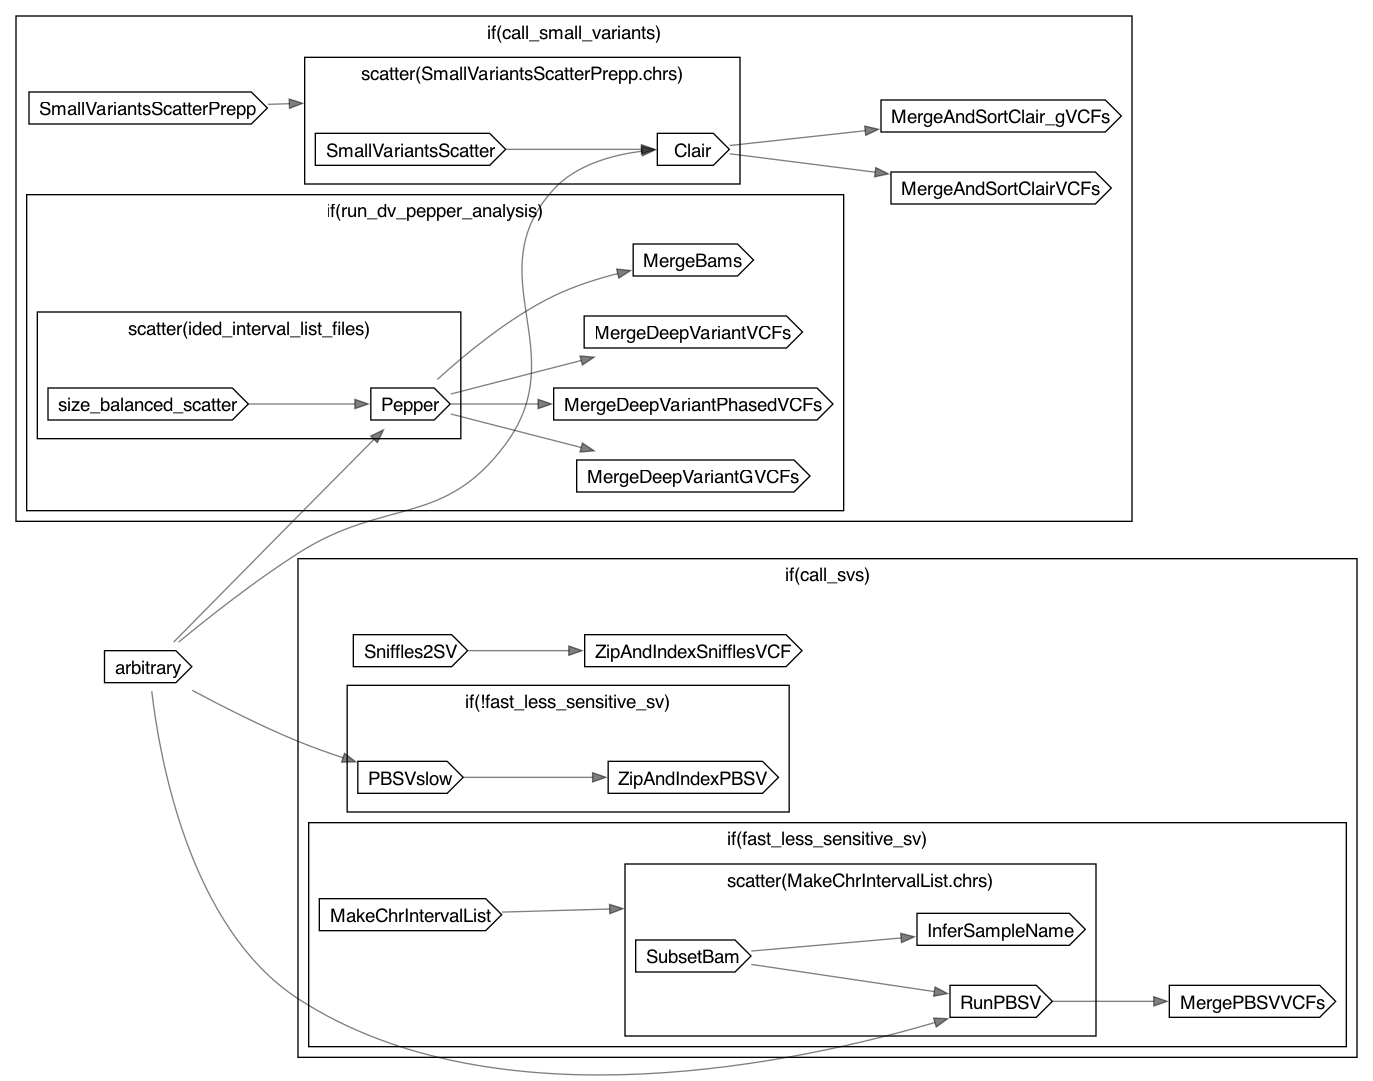 if(call_small_variants)
scatter(SmallVariantsScatterPrepp.chrs)
SmallVariantsScatterPrepp
MergeAndSortClair_gVCFs
SmallVariantsScatter
Clair
MergeAndSortClairVCFs
if(run_dv_pepper_analysis)
MergeBams
scatter(ided_interval_list_files)
MergeDeepVariantVCFs
size_balanced_scatter
Pepper
MergeDeepVariantPhasedVCFs
MergeDeepVariantGVCFs
if(call_svs)
Sniffles2SV
ZipAndIndexSnifflesVCF
arbitrary
if(!fast_less_sensitive_sv)
PBSVslow
ZipAndIndexPBSV
if(fast_less_sensitive_sv)
scatter(MakeChrIntervalList.chrs)
MakeChrIntervalList
InferSampleName
SubsetBam
RunPBSV
MergePBSVVCFs